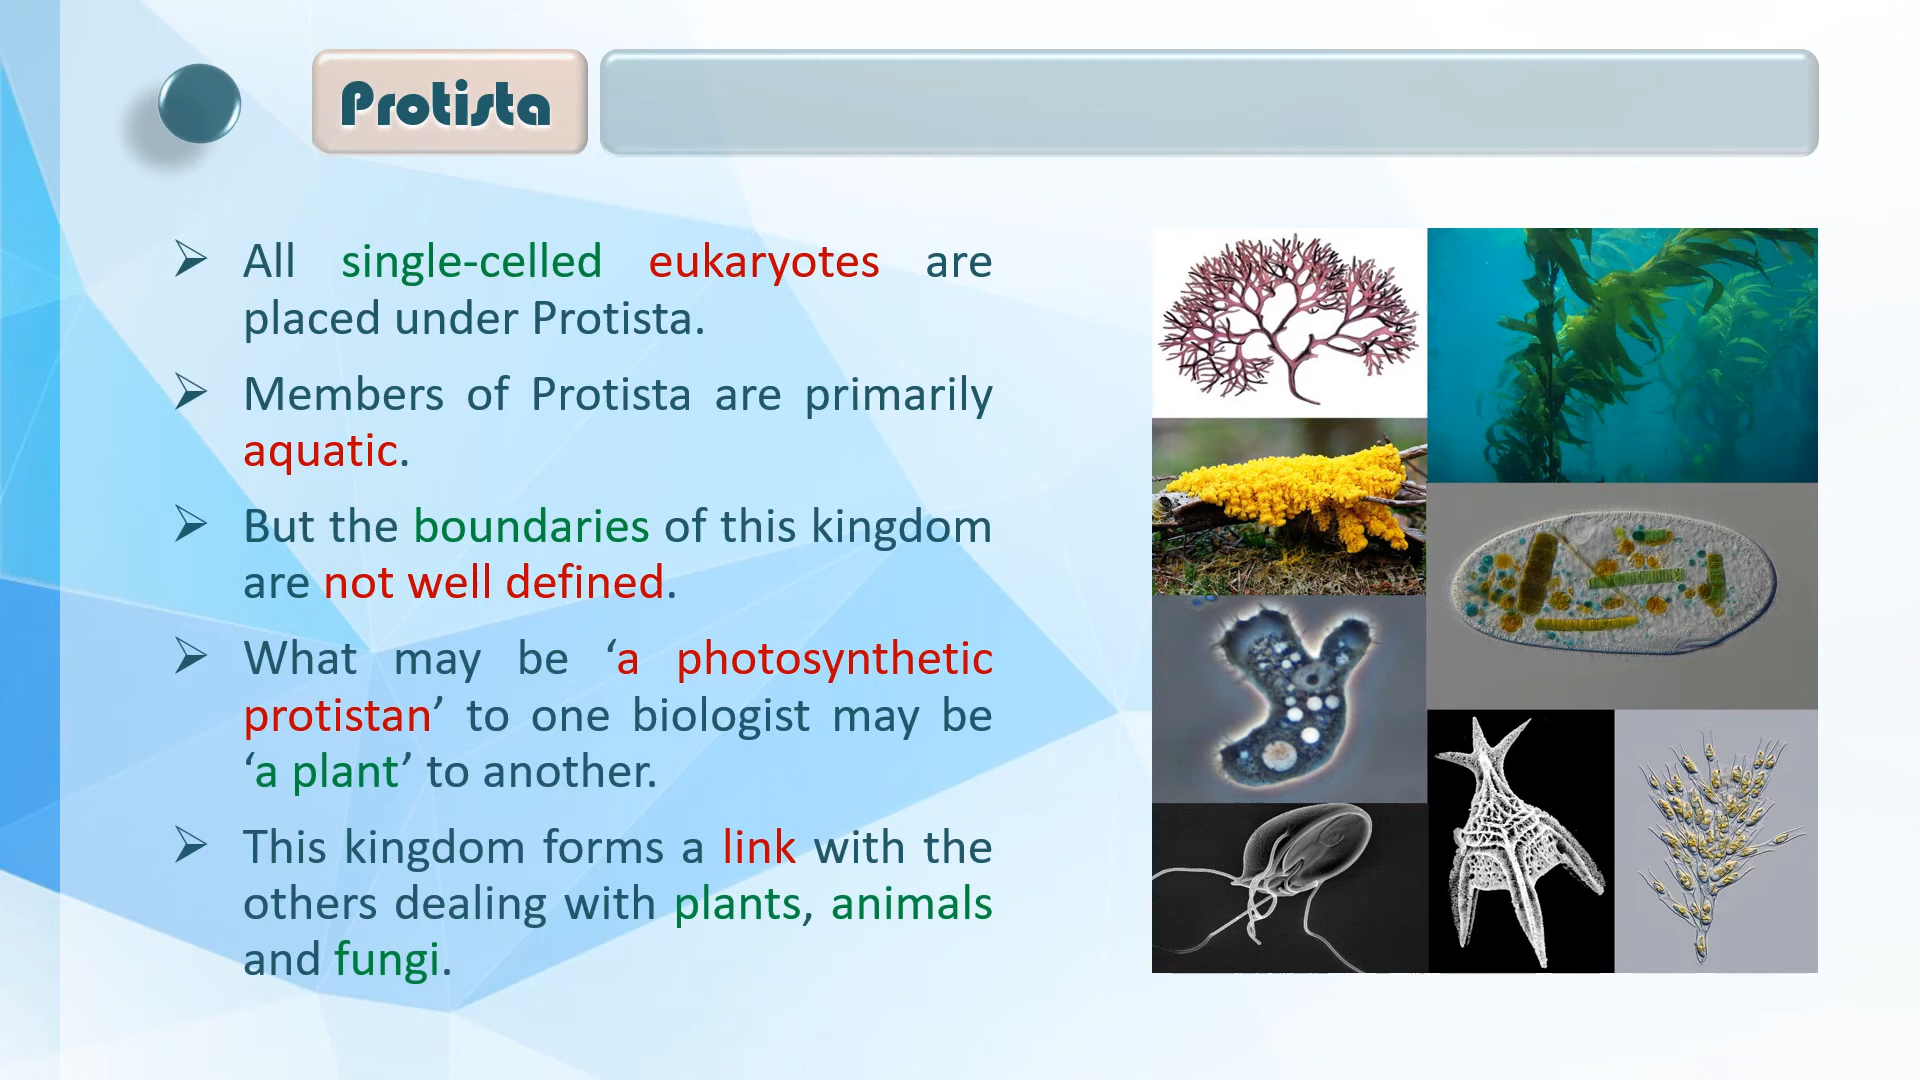 Protista
➢ All single-celled eukaryotes are
placed under Protista.
➢ Members of Protista are primarily
aquatic.
➢ But the boundaries of this kingdom
are not well defined.
➢ What may be ‘a photosynthetic
protistan’ to one biologist may be
‘a plant’ to another.
➢ This kingdom forms a link with the
others dealing with plants, animals
and fungi.